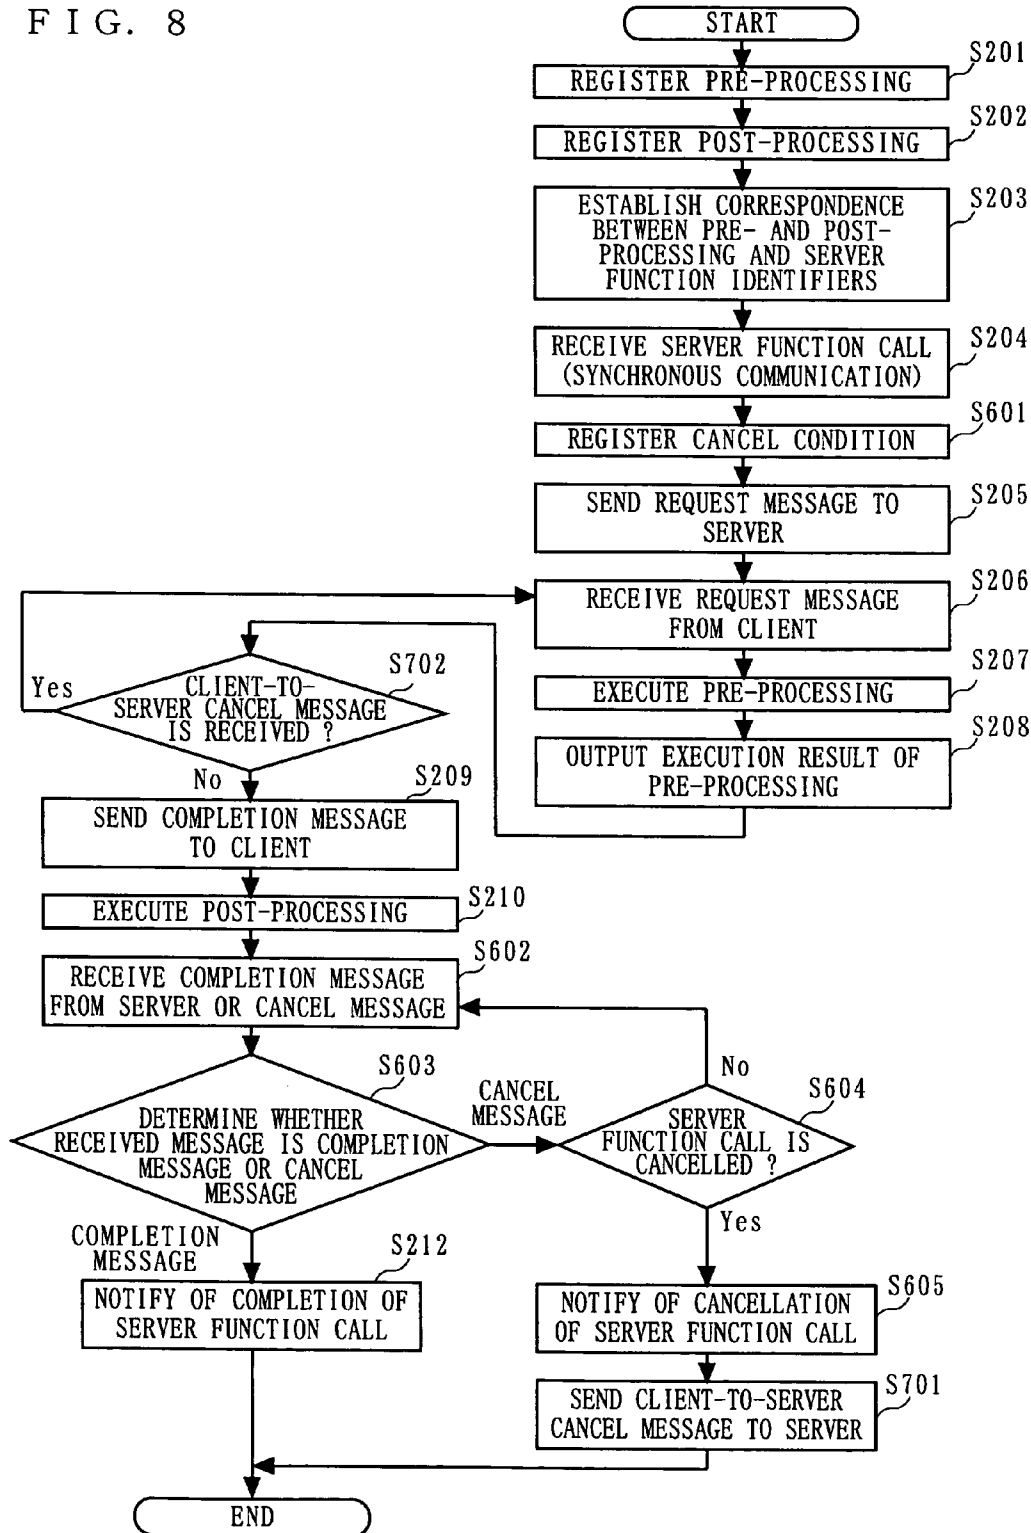 FIG. 8
START
S201
REGISTER PRE-PROCESSING
S202
REGISTER POST-PROCESSING
S203
ESTABLISH CORRESPONDENCE
BETWEEN PRE- AND POST-
PROCESSING AND SERVER
FUNCTION IDENTIFIERS
S204
RECEIVE SERVER FUNCTION CALL
(SYNCHRONOUS COMMUNICATION)
S601
REGISTER CANCEL CONDITION
S205
SEND REQUEST MESSAGE TO
SERVER
S206
RECEIVE REQUEST MESSAGE
FROM CLIENT
S207
EXECUTE PRE-PROCESSING
S208
OUTPUT EXECUTION RESULT OF
PRE-PROCESSING
S702
Yes
CLIENT-TO-
SERVER CANCEL MESSAGE
IS RECEIVED ?
No
S209
SEND COMPLETION MESSAGE
TO CLIENT
S210
EXECUTE POST-PROCESSING
S602
RECEIVE COMPLETION MESSAGE
FROM SERVER OR CANCEL MESSAGE
S603
DETERMINE WHETHER
RECEIVED MESSAGE IS COMPLETION
MESSAGE OR CANCEL
MESSAGE
CANCEL
MESSAGE
No
S604
SERVER
FUNCTION CALL IS
CANCELLED ?
Yes
COMPLETION
MESSAGE
S212
NOTIFY OF COMPLETION OF
SERVER FUNCTION CALL
S605
NOTIFY OF CANCELLATION
OF SERVER FUNCTION CALL
S701
SEND CLIENT-TO-SERVER
CANCEL MESSAGE TO SERVER
END